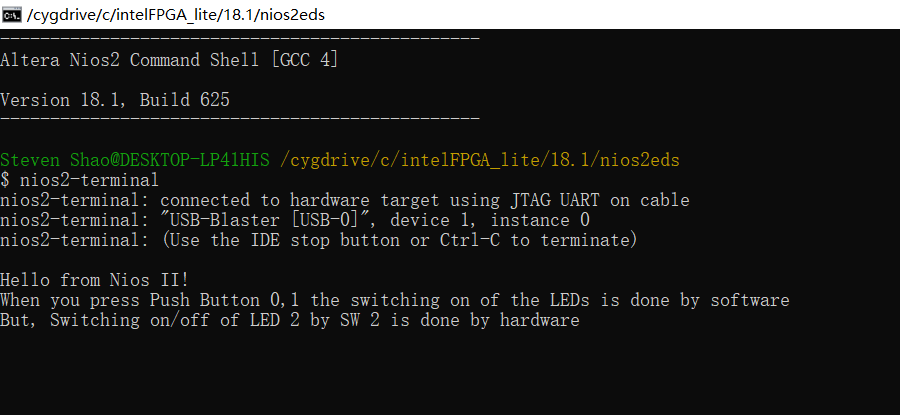 /cygdrive/c/intelFPGA_lite/18.1/nios2eds
------------------------------------------------
Altera Nios2 Command Shell [GCC 4]
Version 18.1, Build 625
------------------------------------------------
Steven Shao@DESKTOP-LP41HIS /cygdrive/c/intelFPGA_lite/18.1/nios2eds
$ nios2-terminal
nios2-terminal: connected to hardware target using JTAG UART on cable
nios2-terminal: "USB-Blaster [USB-0]", device 1, instance 0
nios2-terminal: (Use the IDE stop button or Ctrl-C to terminate)
Hello from Nios II!
When you press Push Button 0,1 the switching on of the LEDs is done by software
But, Switching on/off of LED 2 by SW 2 is done by hardware